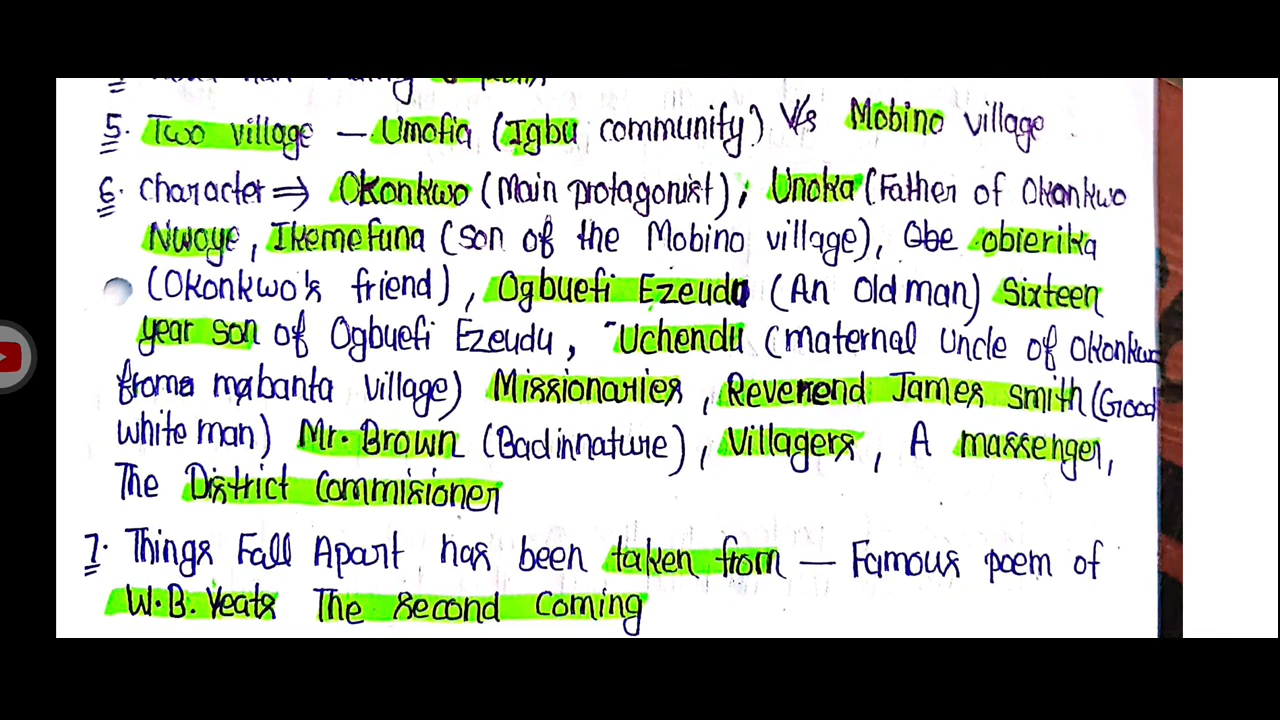 5. Two village — Umofia (Igbu community) V/s Mobino village
6. character ⇒ Okonkwo (Main protagonist); Unoka (Father of Okonkwo
Nwoye, Ikemefuna (son of the Mobino village), Obe obierika
(Okonkwo's friend), Ogbuefi Ezeudu (An Old man) Sixteen
year son of Ogbuefi Ezeudu, Uchendu (maternal Uncle of Okonkwo
from mabanta village) Missionaries, Reverend James smith (Good
white man) Mr. Brown (Bad in nature), Villagers, A massenger,
The District Commisioner
7. Things Fall Apart has been taken from — Famous poem of
W.B. Yeats The Second Coming